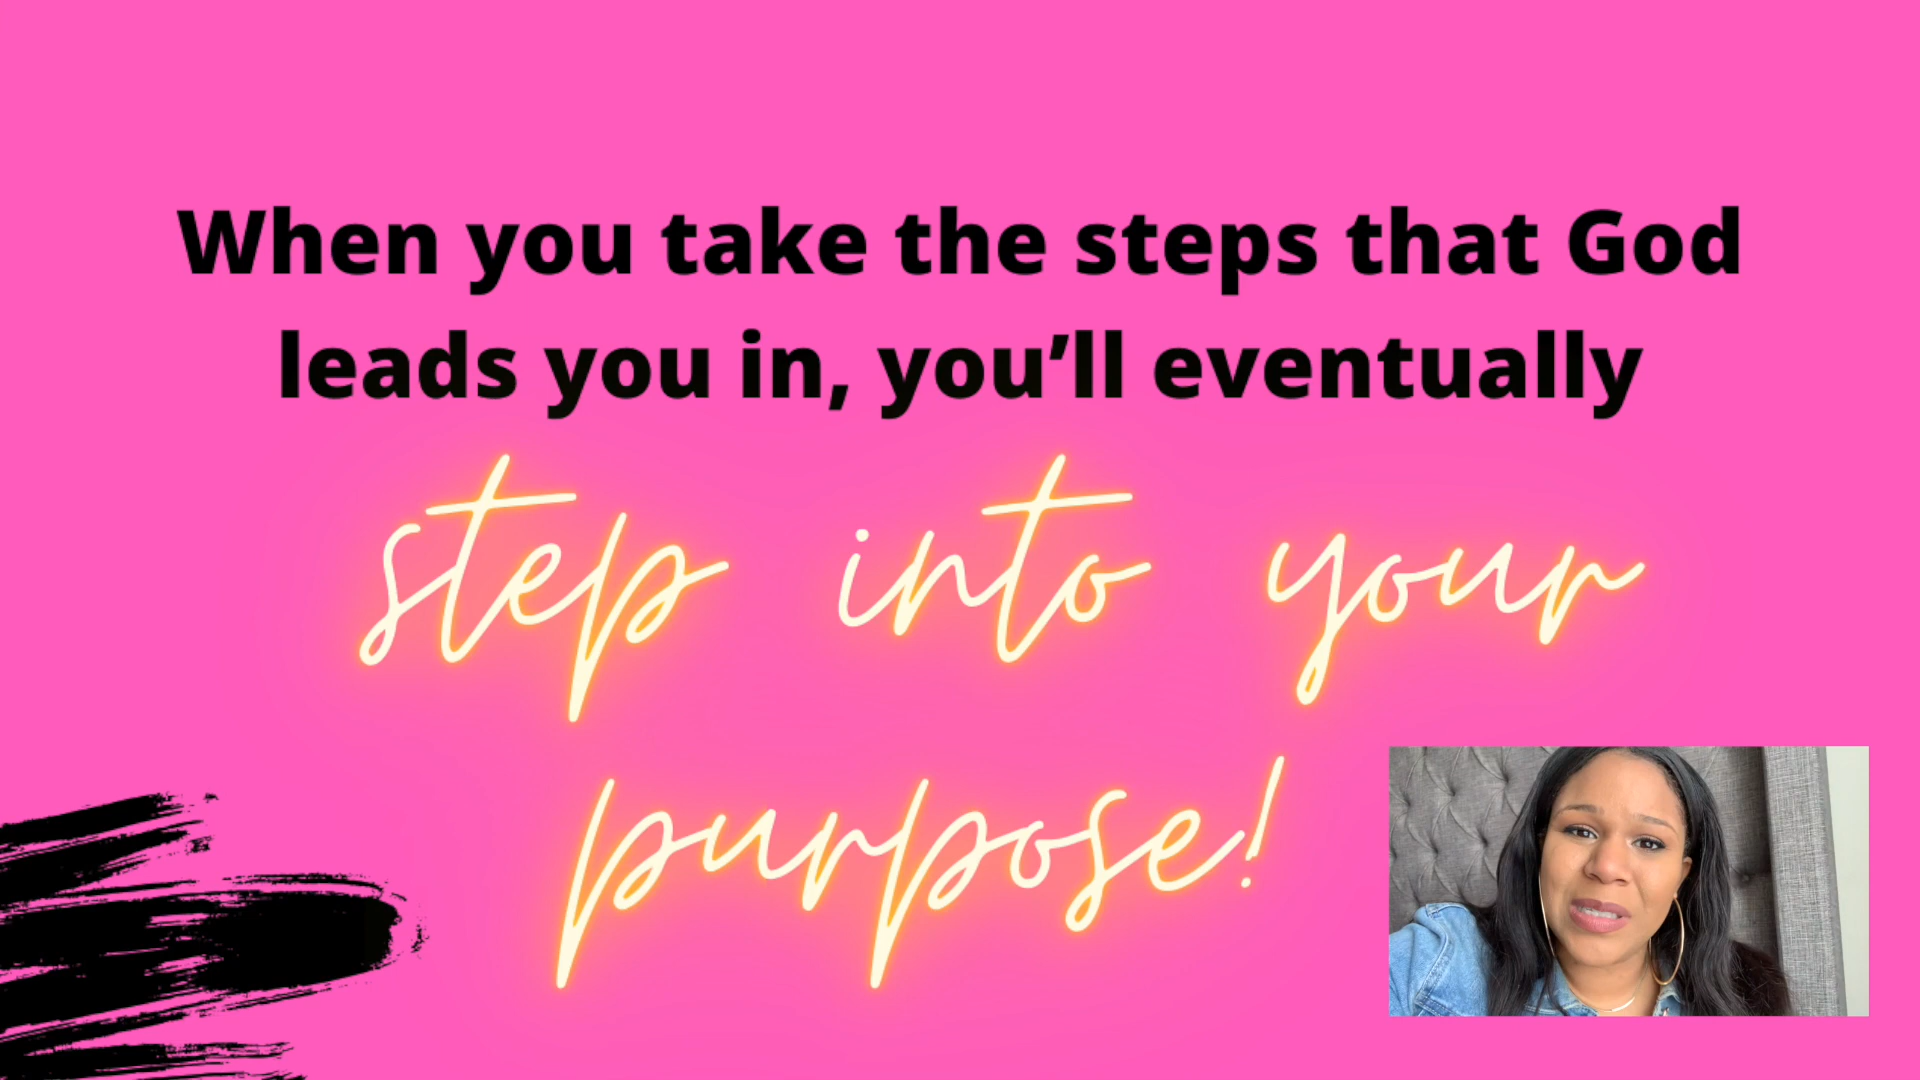 When you take the steps that God
leads you in, you’ll eventually
step into your
purpose!